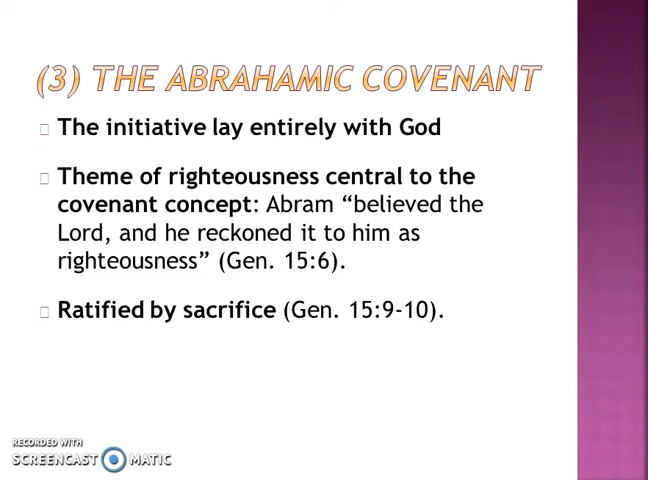 (3) THE ABRAHAMIC COVENANT
The initiative lay entirely with God
Theme of righteousness central to the
covenant concept: Abram “believed the
Lord, and he reckoned it to him as
righteousness” (Gen. 15:6).
Ratified by sacrifice (Gen. 15:9-10).
RECORDED WITH
SCREENCAST MATIC